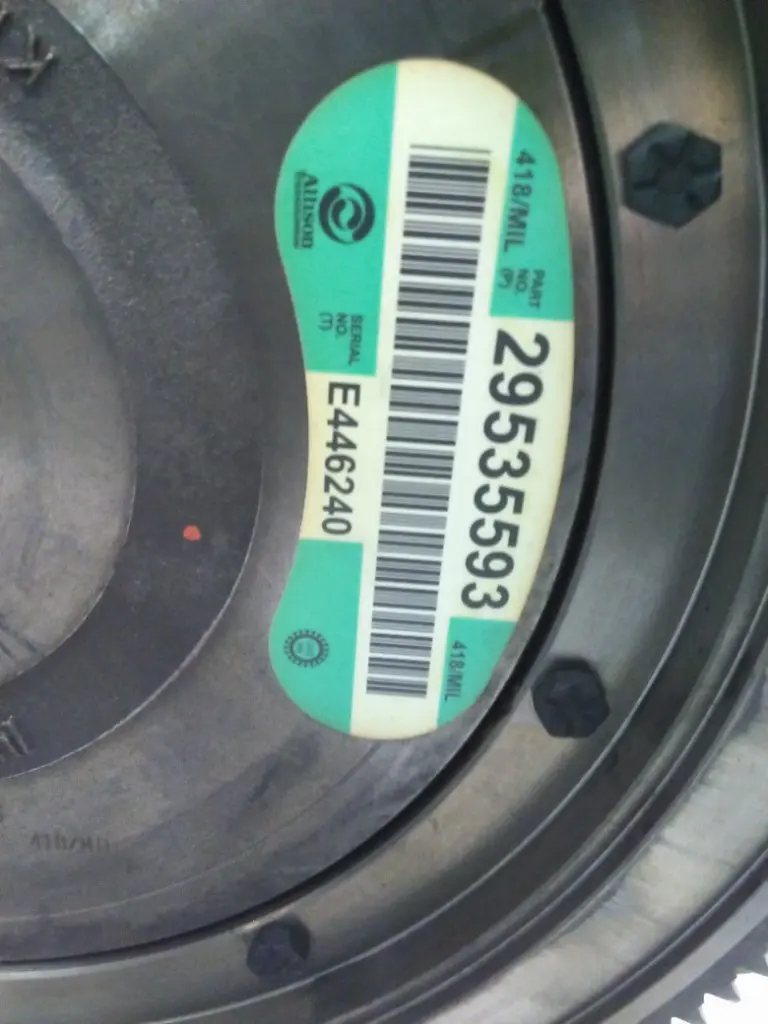 418/MIL
PART
NO.
(P)
29535593
418/MIL
Allison
SERIAL
NO.
(T)
E446240